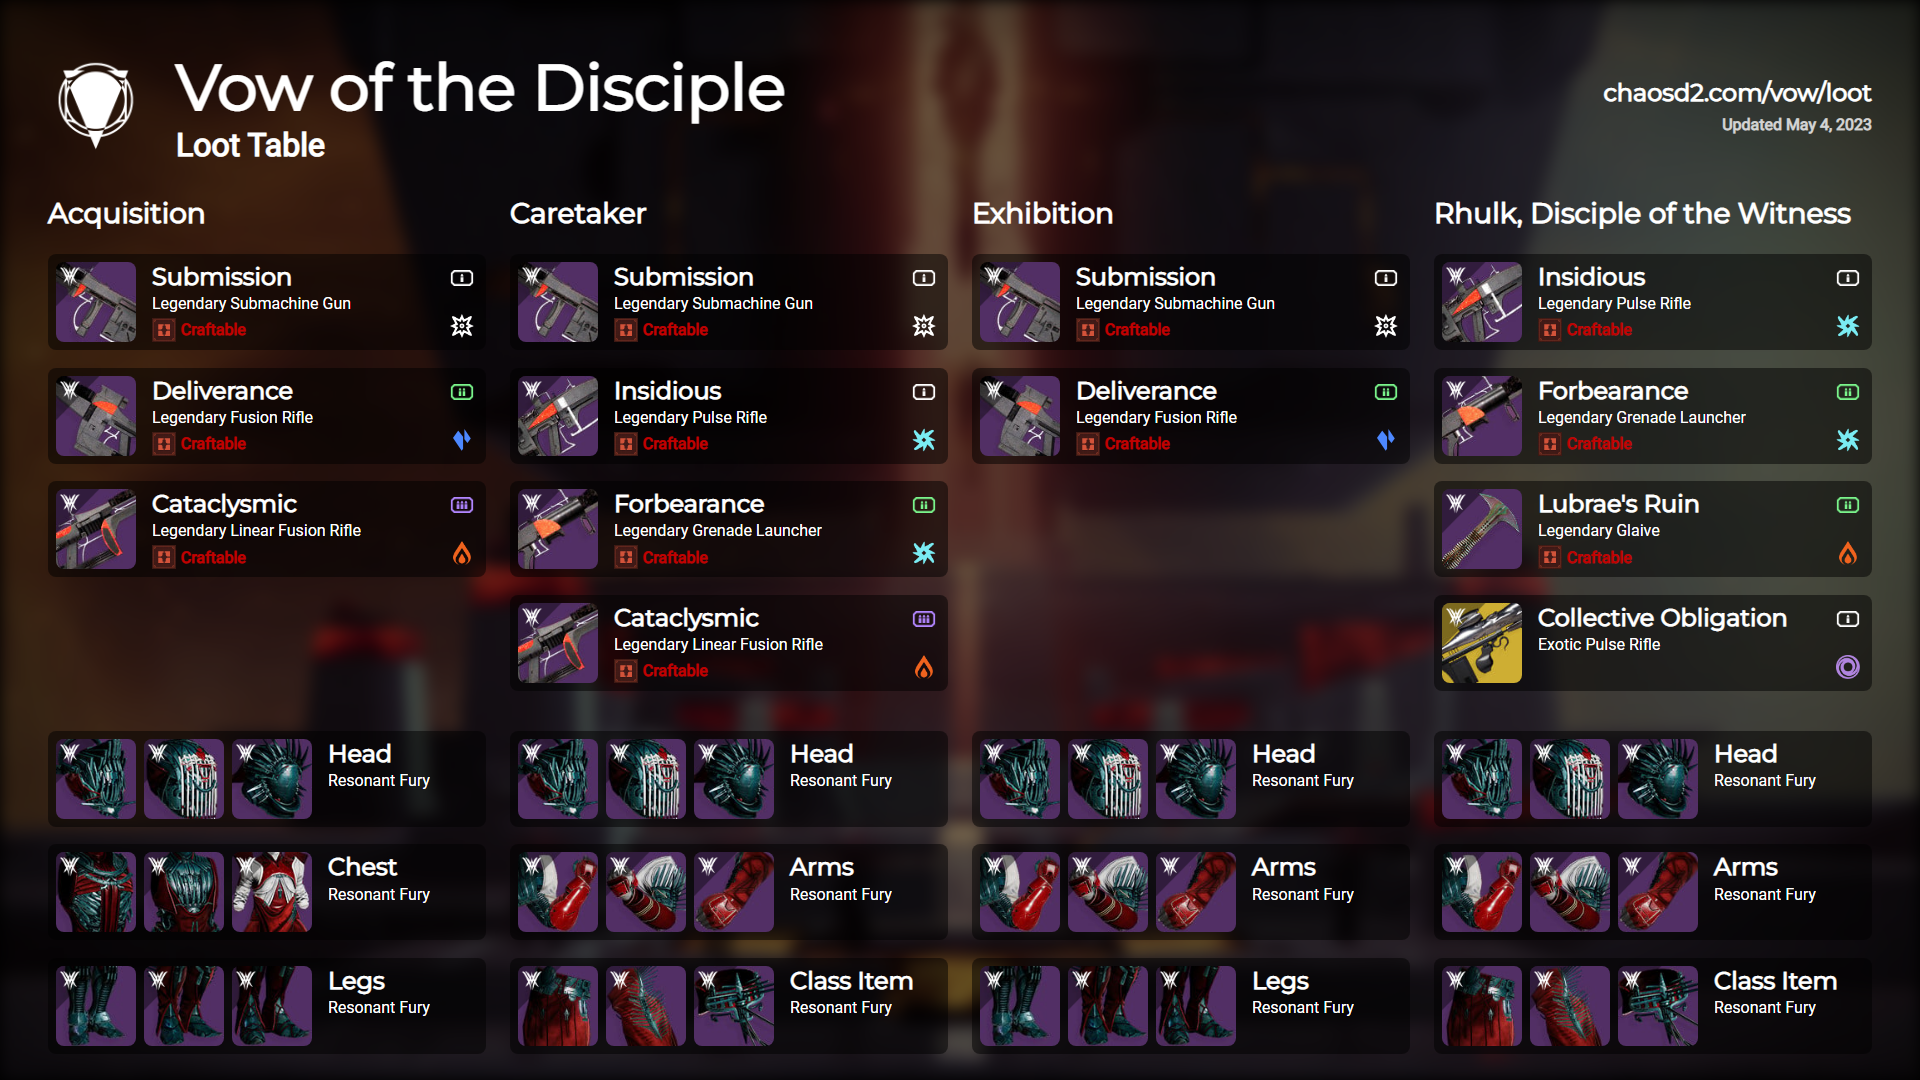 Vow of the Disciple
Loot Table
chaosd2.com/vow/loot
Updated May 4, 2023
Acquisition
Submission
Legendary Submachine Gun
Craftable
Deliverance
Legendary Fusion Rifle
Craftable
Cataclysmic
Legendary Linear Fusion Rifle
Craftable
Head
Resonant Fury
Chest
Resonant Fury
Legs
Resonant Fury
Caretaker
Submission
Legendary Submachine Gun
Craftable
Insidious
Legendary Pulse Rifle
Craftable
Forbearance
Legendary Grenade Launcher
Craftable
Cataclysmic
Legendary Linear Fusion Rifle
Craftable
Head
Resonant Fury
Arms
Resonant Fury
Class Item
Resonant Fury
Exhibition
Submission
Legendary Submachine Gun
Craftable
Deliverance
Legendary Fusion Rifle
Craftable
Head
Resonant Fury
Arms
Resonant Fury
Legs
Resonant Fury
Rhulk, Disciple of the Witness
Insidious
Legendary Pulse Rifle
Craftable
Forbearance
Legendary Grenade Launcher
Craftable
Lubrae's Ruin
Legendary Glaive
Craftable
Collective Obligation
Exotic Pulse Rifle
Head
Resonant Fury
Arms
Resonant Fury
Class Item
Resonant Fury